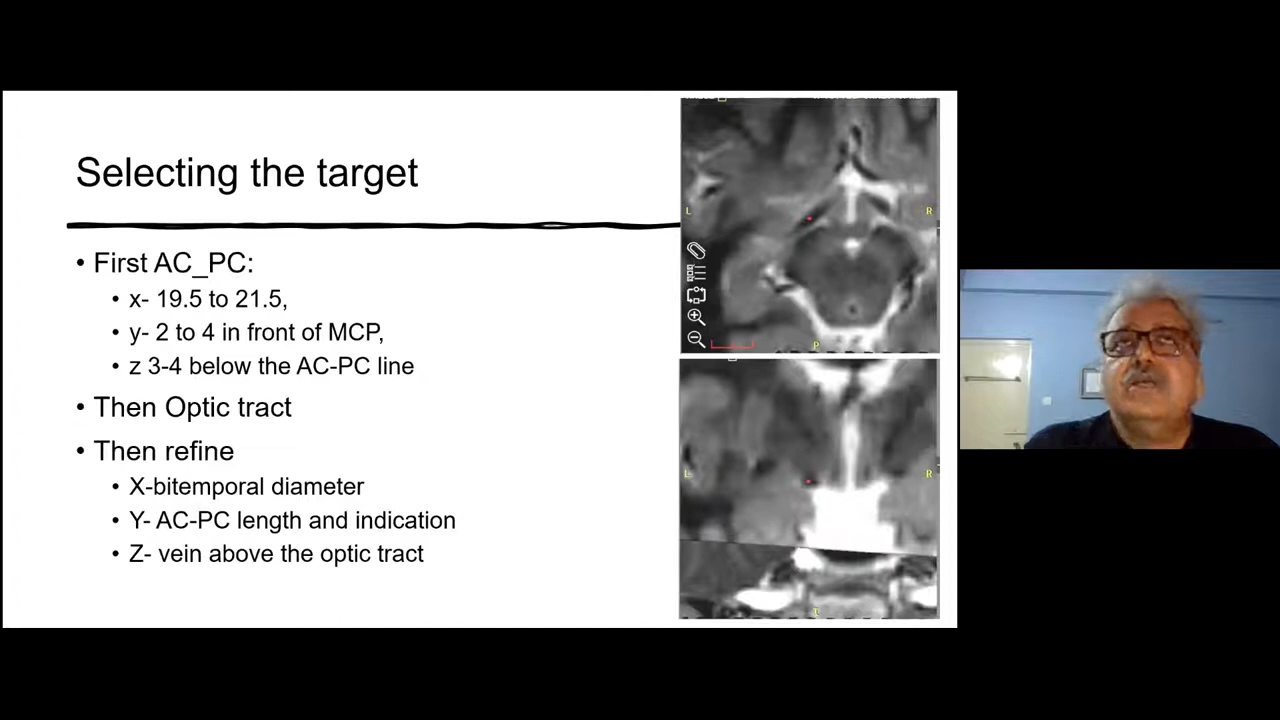 Selecting the target
• First AC_PC:
• x- 19.5 to 21.5,
• y- 2 to 4 in front of MCP,
• z 3-4 below the AC-PC line
• Then Optic tract
• Then refine
• X-bitemporal diameter
• Y- AC-PC length and indication
• Z- vein above the optic tract
L
R
P
L
R